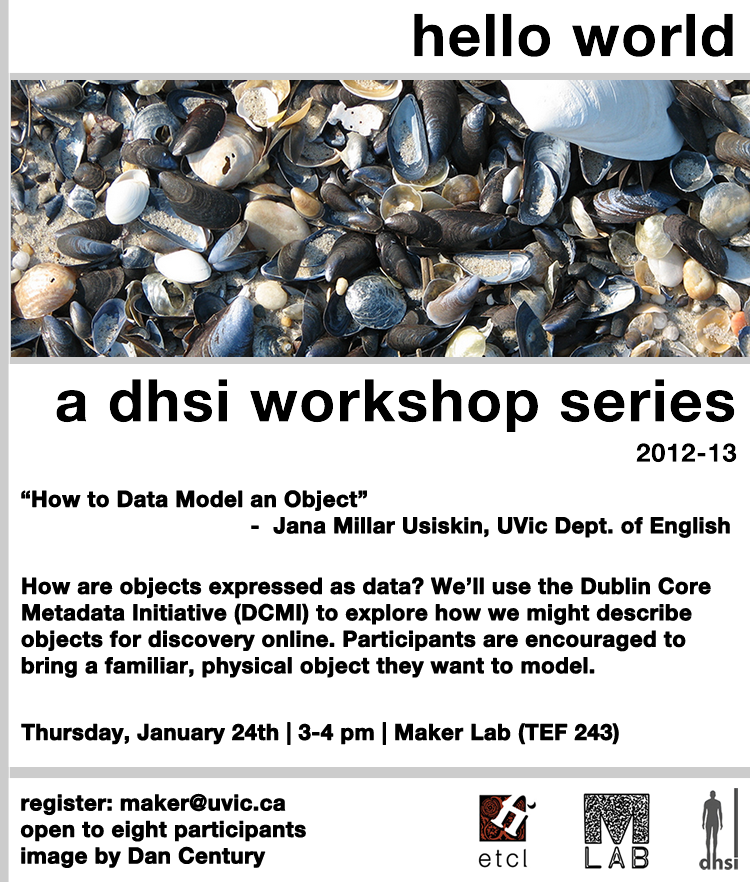 hello world
a dhsi workshop series
2012-13
“How to Data Model an Object”
- Jana Millar Usiskin, UVic Dept. of English
How are objects expressed as data? We’ll use the Dublin Core
Metadata Initiative (DCMI) to explore how we might describe
objects for discovery online. Participants are encouraged to
bring a familiar, physical object they want to model.
Thursday, January 24th | 3-4 pm | Maker Lab (TEF 243)
register: maker@uvic.ca
open to eight participants
image by Dan Century
etcl
M
LAB
dhsi